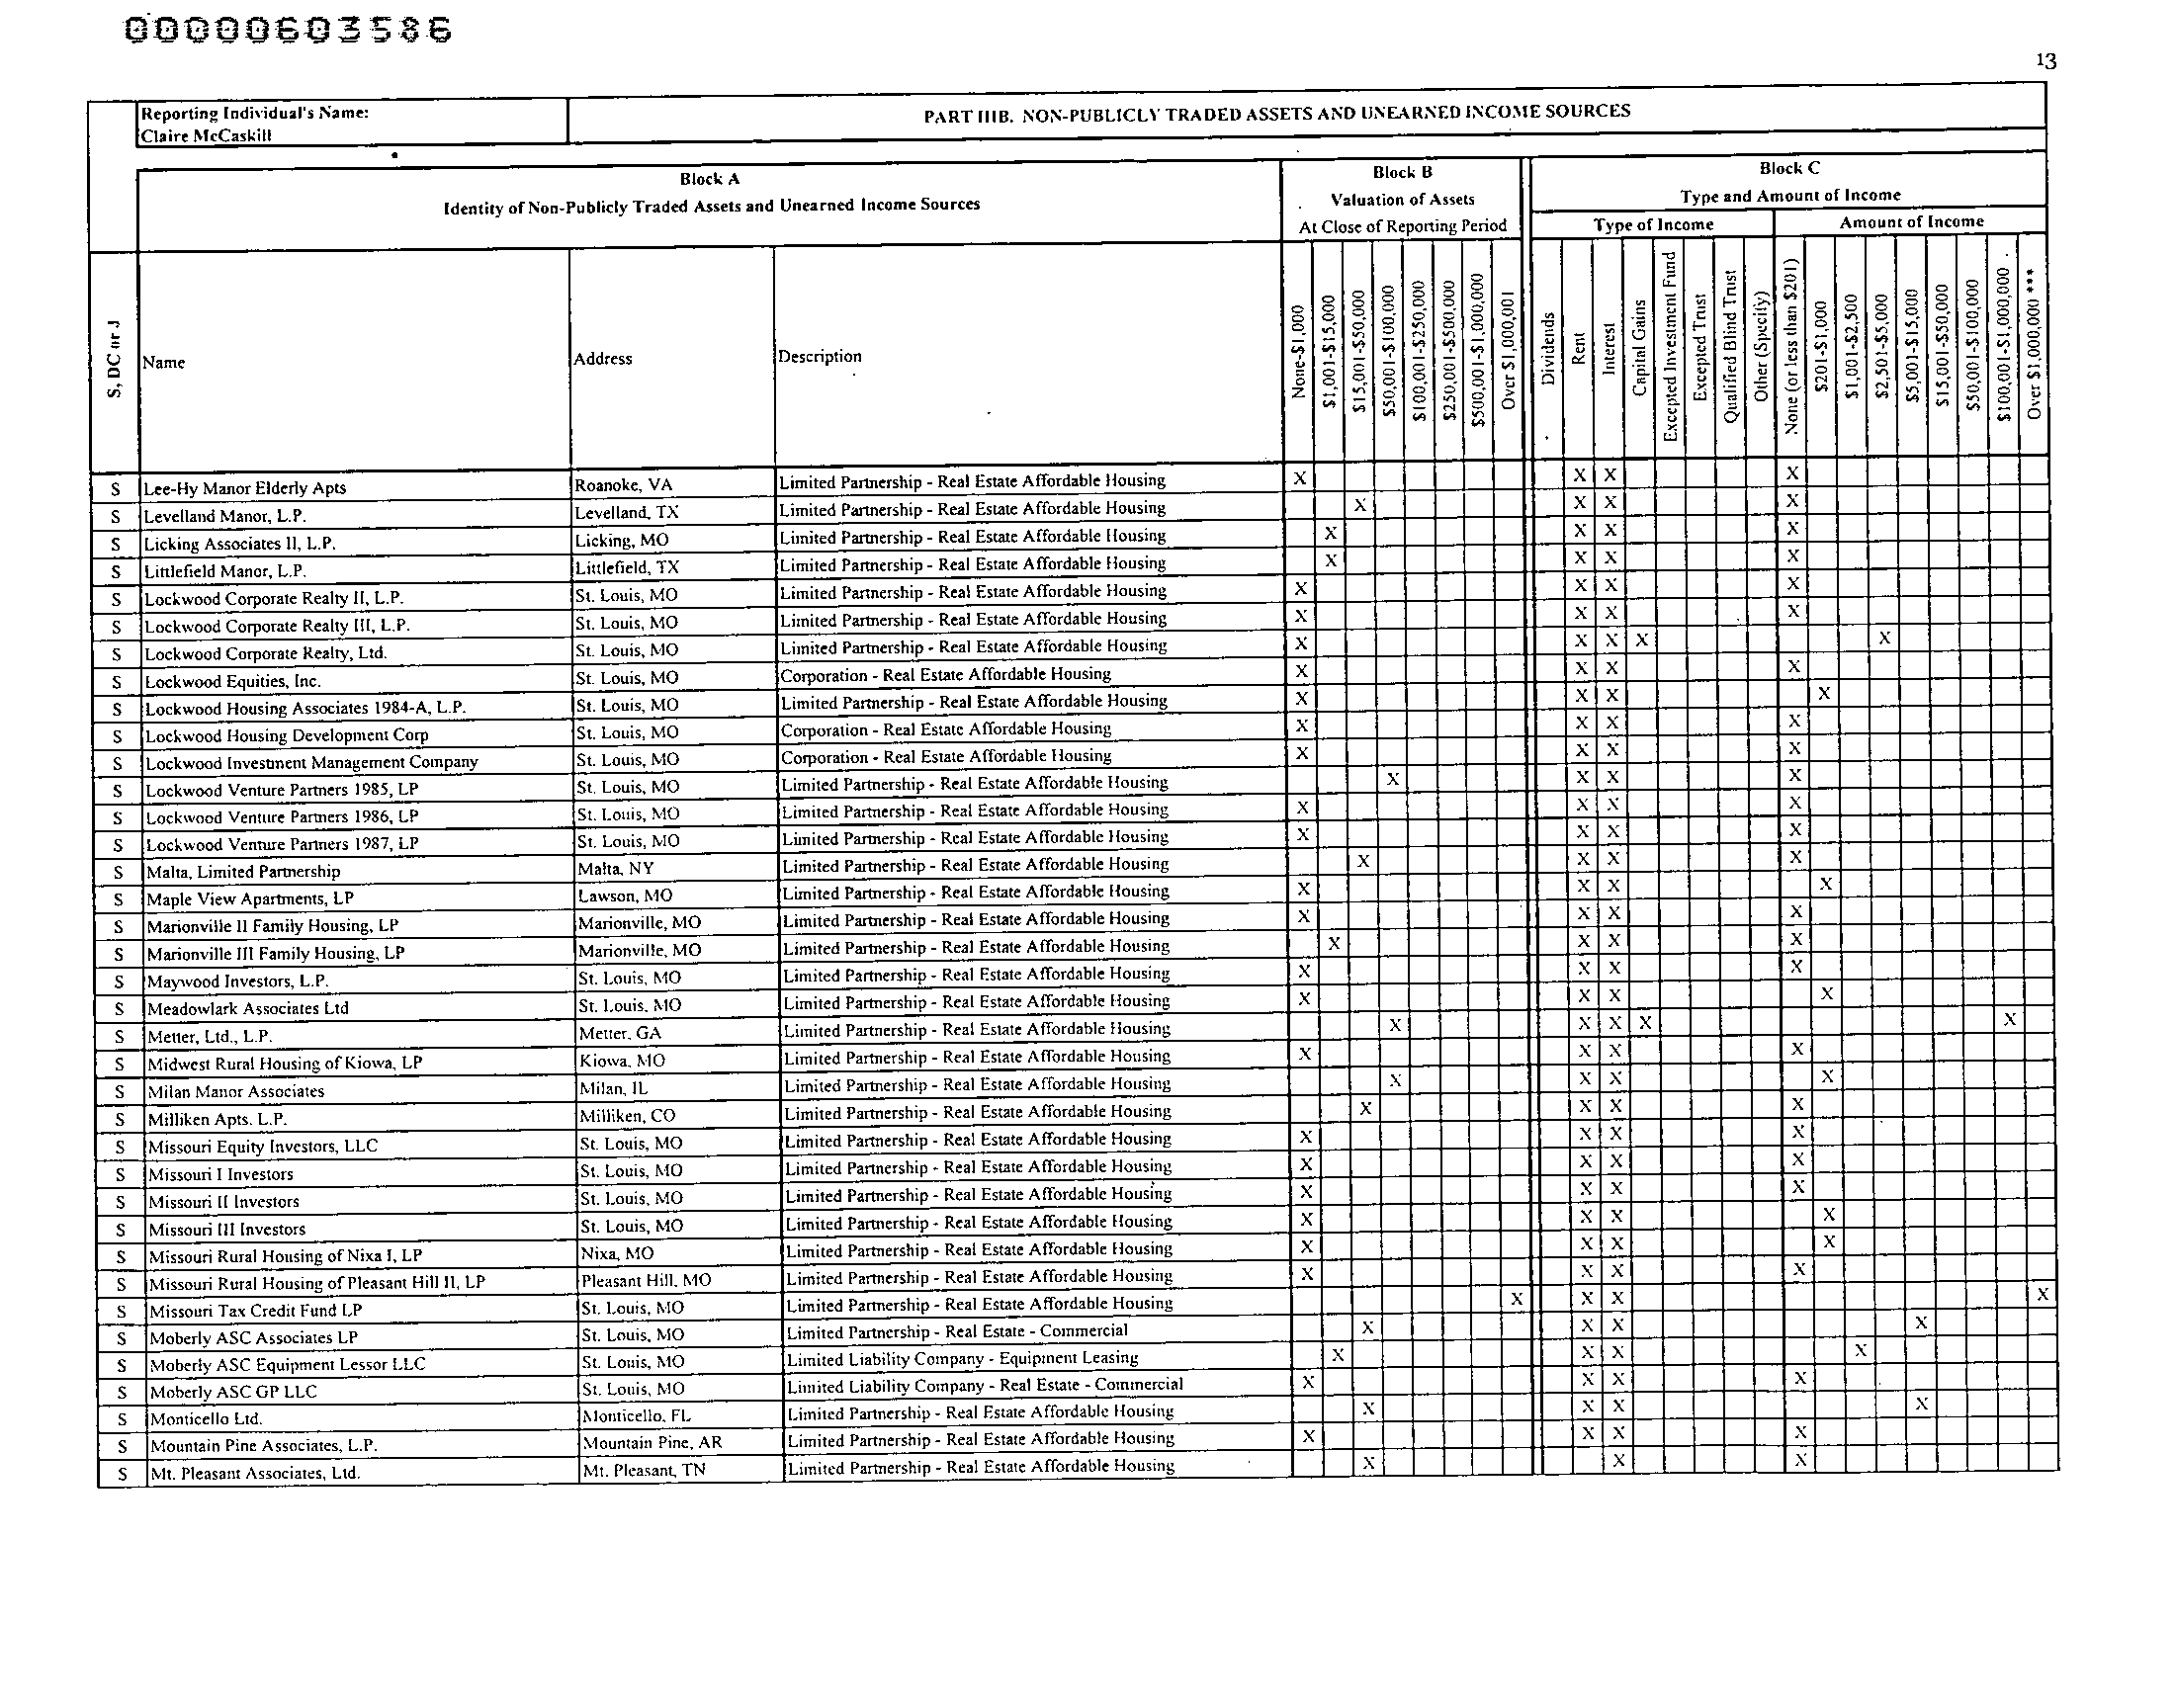 00000603586
13
Reporting Individual's Name:
Claire McCaskill
PART IIIB. NON-PUBLICLY TRADED ASSETS AND UNEARNED INCOME SOURCES
Block A
Identity of Non-Publicly Traded Assets and Unearned Income Sources
Block B
Valuation of Assets
At Close of Reporting Period
Block C
Type and Amount of Income
Type of Income
Amount of Income
S, DC or J
Name
Address
Description
None-$1,000
$1,001-$15,000
$15,001-$50,000
$50,001-$100,000
$100,001-$250,000
$250,001-$500,000
$500,001-$1,000,000
Over $1,000,001
Dividends
Rent
Interest
Capital Gains
Excepted Investment Fund
Excepted Trust
Qualified Blind Trust
Other (Specify)
None (or less than $201)
$201-$1,000
$1,001-$2,500
$2,501-$5,000
$5,001-$15,000
$15,001-$50,000
$50,001-$100,000
$100,001-$1,000,000
Over $1,000,000 ***
S Lee-Hy Manor Elderly Apts Roanoke, VA Limited Partnership - Real Estate Affordable Housing X X X X
S Levelland Manor, L.P. Levelland, TX Limited Partnership - Real Estate Affordable Housing X X X X
S Licking Associates II, L.P. Licking, MO Limited Partnership - Real Estate Affordable Housing X X X X
S Littlefield Manor, L.P. Littlefield, TX Limited Partnership - Real Estate Affordable Housing X X X X
S Lockwood Corporate Realty II, L.P. St. Louis, MO Limited Partnership - Real Estate Affordable Housing X X X X
S Lockwood Corporate Realty III, L.P. St. Louis, MO Limited Partnership - Real Estate Affordable Housing X X X X
S Lockwood Corporate Realty, Ltd. St. Louis, MO Limited Partnership - Real Estate Affordable Housing X X X X X
S Lockwood Equities, Inc. St. Louis, MO Corporation - Real Estate Affordable Housing X X X X
S Lockwood Housing Associates 1984-A, L.P. St. Louis, MO Limited Partnership - Real Estate Affordable Housing X X X X
S Lockwood Housing Development Corp St. Louis, MO Corporation - Real Estate Affordable Housing X X X X
S Lockwood Investment Management Company St. Louis, MO Corporation - Real Estate Affordable Housing X X X X
S Lockwood Venture Partners 1985, LP St. Louis, MO Limited Partnership - Real Estate Affordable Housing X X X X
S Lockwood Venture Partners 1986, LP St. Louis, MO Limited Partnership - Real Estate Affordable Housing X X X X
S Lockwood Venture Partners 1987, LP St. Louis, MO Limited Partnership - Real Estate Affordable Housing X X X X
S Malta, Limited Partnership Malta, NY Limited Partnership - Real Estate Affordable Housing X X X X
S Maple View Apartments, LP Lawson, MO Limited Partnership - Real Estate Affordable Housing X X X X
S Marionville II Family Housing, LP Marionville, MO Limited Partnership - Real Estate Affordable Housing X X X X
S Marionville III Family Housing, LP Marionville, MO Limited Partnership - Real Estate Affordable Housing X X X X
S Maywood Investors, L.P. St. Louis, MO Limited Partnership - Real Estate Affordable Housing X X X X
S Meadowlark Associates Ltd St. Louis, MO Limited Partnership - Real Estate Affordable Housing X X X X
S Metter, Ltd., L.P. Metter, GA Limited Partnership - Real Estate Affordable Housing X X X X X
S Midwest Rural Housing of Kiowa, LP Kiowa, MO Limited Partnership - Real Estate Affordable Housing X X X X
S Milan Manor Associates Milan, IL Limited Partnership - Real Estate Affordable Housing X X X X
S Milliken Apts. L.P. Milliken, CO Limited Partnership - Real Estate Affordable Housing X X X X
S Missouri Equity Investors, LLC St. Louis, MO Limited Partnership - Real Estate Affordable Housing X X X X
S Missouri I Investors St. Louis, MO Limited Partnership - Real Estate Affordable Housing X X X X
S Missouri II Investors St. Louis, MO Limited Partnership - Real Estate Affordable Housing X X X X
S Missouri III Investors St. Louis, MO Limited Partnership - Real Estate Affordable Housing X X X X
S Missouri Rural Housing of Nixa I, LP Nixa, MO Limited Partnership - Real Estate Affordable Housing X X X X
S Missouri Rural Housing of Pleasant Hill II, LP Pleasant Hill, MO Limited Partnership - Real Estate Affordable Housing X X X X
S Missouri Tax Credit Fund LP St. Louis, MO Limited Partnership - Real Estate Affordable Housing X X X X
S Moberly ASC Associates LP St. Louis, MO Limited Partnership - Real Estate - Commercial X X X X
S Moberly ASC Equipment Lessor LLC St. Louis, MO Limited Liability Company - Equipment Leasing X X X X
S Moberly ASC GP LLC St. Louis, MO Limited Liability Company - Real Estate - Commercial X X X X
S Monticello Ltd. Monticello, FL Limited Partnership - Real Estate Affordable Housing X X X X
S Mountain Pine Associates, L.P. Mountain Pine, AR Limited Partnership - Real Estate Affordable Housing X X X X
S Mt. Pleasant Associates, Ltd. Mt. Pleasant, TN Limited Partnership - Real Estate Affordable Housing X X X